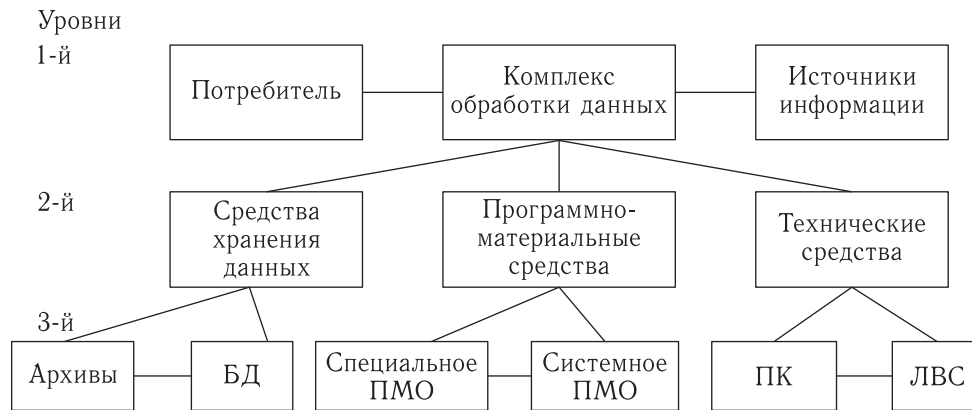 Уровни
1-й
Потребитель
Комплекс
обработки данных
Источники
информации
2-й
Средства
хранения
данных
Программно-
материальные
средства
Технические
средства
3-й
Архивы
БД
Специальное
ПМО
Системное
ПМО
ПК
ЛВС